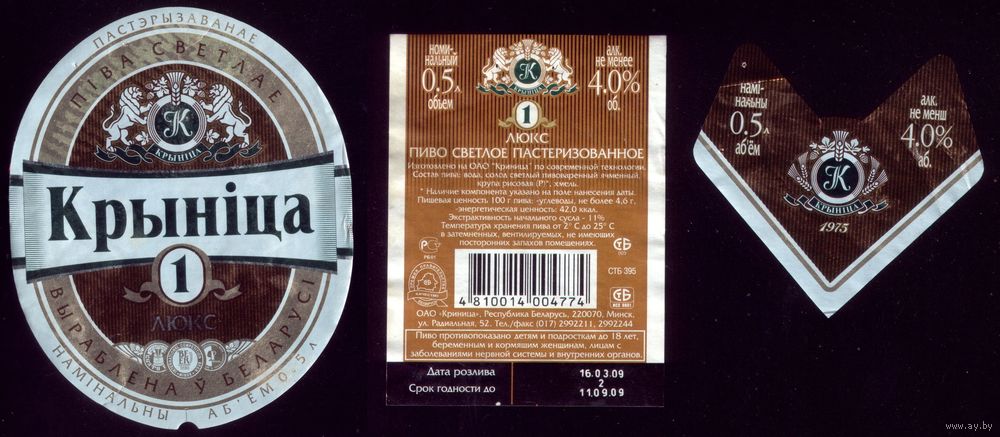 ПАСТЭРЫЗАВАНАЕ
ПІВА СВЕТЛАЕ
К
КРЫНІЦА
Крыніца
1
ЛЮКС
ВЫРАБЛЕНА Ў БЕЛАРУСІ
НАМІНАЛЬНЫ АБ'ЁМ 0.5 Л
НОМИ-
НАЛЬНЫЙ
0.5 Л
объем
К
КРЫНІЦА
алк.
не менее
4.0%
об.
1
ЛЮКС
ПИВО СВЕТЛОЕ ПАСТЕРИЗОВАННОЕ
Изготовлено на ОАО "Криница" по современной технологии.
Состав пива: вода, солод светлый пивоваренный ячменный,
крупа рисовая (Р)*, хмель.
* Наличие компонента указано на поле нанесения даты.
Пищевая ценность 100 г пива: -углеводы, не более 4,6 г.
-энергетическая ценность: 42,0 ккал.
Экстрактивность начального сусла - 11%
Температура хранения пива от 2° С до 25° С
в затемненных, вентилируемых, не имеющих
посторонних запахов помещениях.
СТБ 395
4 810014 004774
ОАО «Криница», Республика Беларусь, 220070, Минск,
ул. Радиальная, 52. Тел./факс (017) 2992211, 2992244
Пиво противопоказано детям и подросткам до 18 лет,
беременным и кормящим женщинам, лицам с
заболеваниями нервной системы и внутренних органов.
Дата розлива
Срок годности до
16.03.09
2
11.09.09
НАМІ-
НАЛЬНЫ
0.5 Л
аб'ём
алк.
не менш
4.0%
аб.
К
КРЫНІЦА
1975
www.ay.by